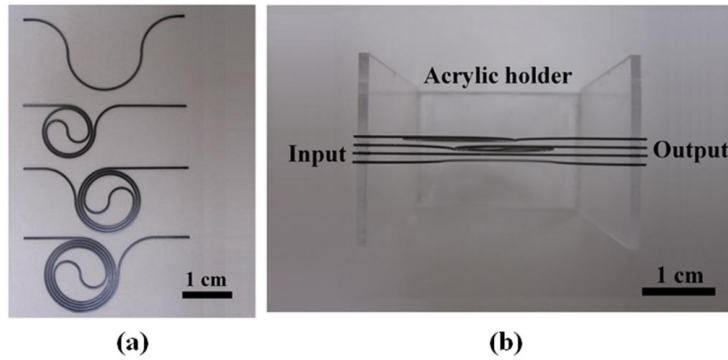 Acrylic holder
Input
Output
1 cm
1 cm
(a)
(b)